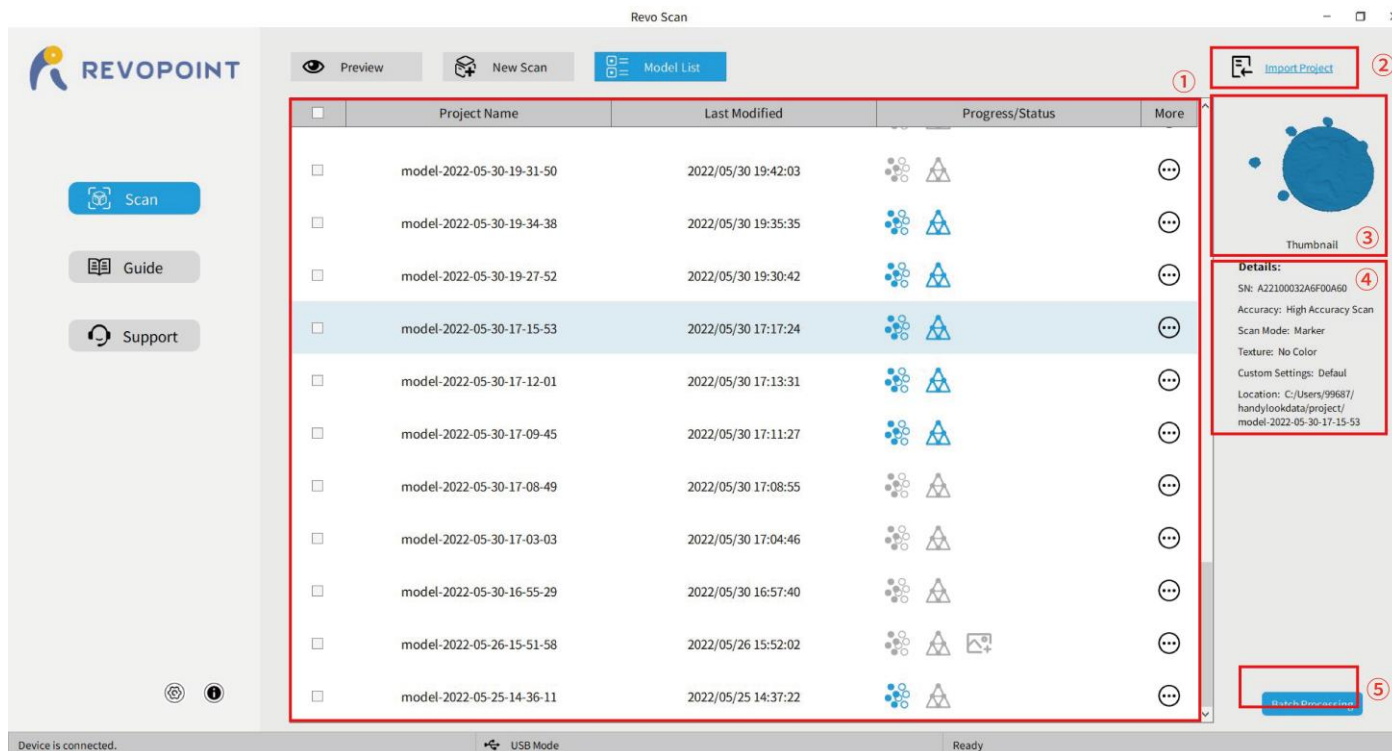 Revo Scan
REVOPOINT
Preview
New Scan
Model List
①
Import Project
②
Project Name Last Modified Progress/Status More
model-2022-05-30-19-31-50 2022/05/30 19:42:03
Scan
model-2022-05-30-19-34-38 2022/05/30 19:35:35
Thumbnail
③
Guide
model-2022-05-30-19-27-52 2022/05/30 19:30:42
Details:
④
SN: A22100032A6F00A60
Accuracy: High Accuracy Scan
Support
model-2022-05-30-17-15-53 2022/05/30 17:17:24
Scan Mode: Marker
Texture: No Color
Custom Settings: Defaul
model-2022-05-30-17-12-01 2022/05/30 17:13:31
Location: C:/Users/99687/
handylookdata/project/
model-2022-05-30-17-15-53
model-2022-05-30-17-09-45 2022/05/30 17:11:27
model-2022-05-30-17-08-49 2022/05/30 17:08:55
model-2022-05-30-17-03-03 2022/05/30 17:04:46
model-2022-05-30-16-55-29 2022/05/30 16:57:40
model-2022-05-26-15-51-58 2022/05/26 15:52:02
model-2022-05-25-14-36-11 2022/05/25 14:37:22
Batch Processing
⑤
Device is connected. USB Mode Ready